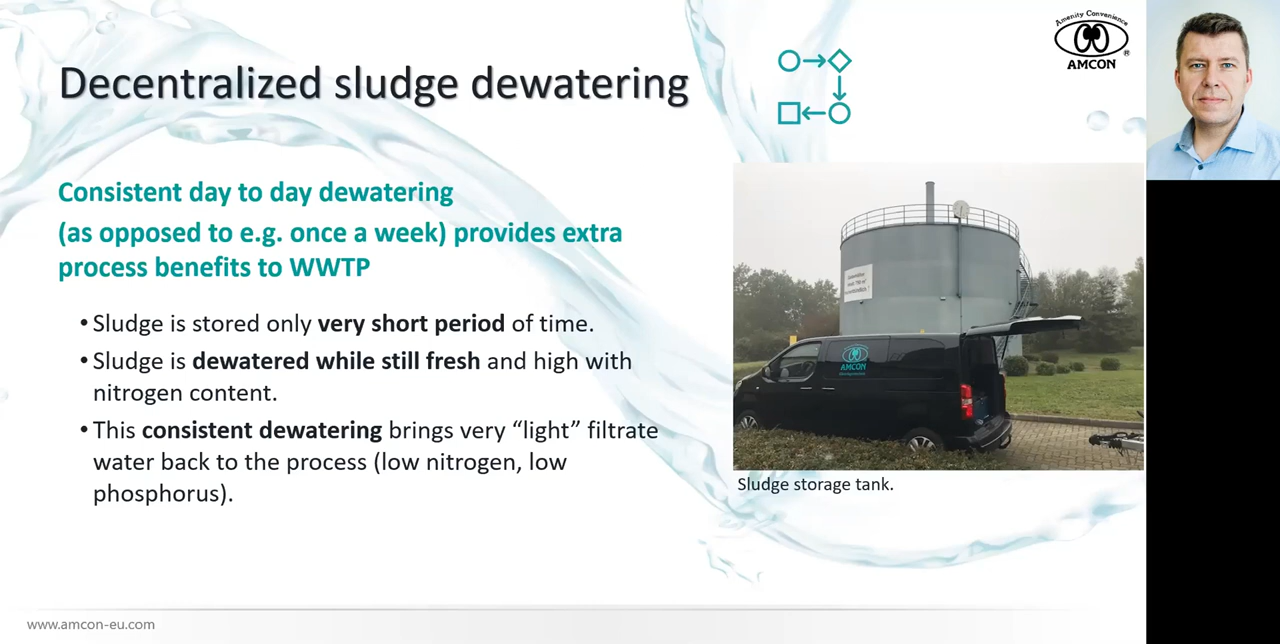 Decentralized sludge dewatering
Amenity Convenience
®
AMCON
Consistent day to day dewatering
(as opposed to e.g. once a week) provides extra
process benefits to WWTP
• Sludge is stored only very short period of time.
• Sludge is dewatered while still fresh and high with
nitrogen content.
• This consistent dewatering brings very “light” filtrate
water back to the process (low nitrogen, low
phosphorus).
AMCON
Sludge storage tank.
www.amcon-eu.com